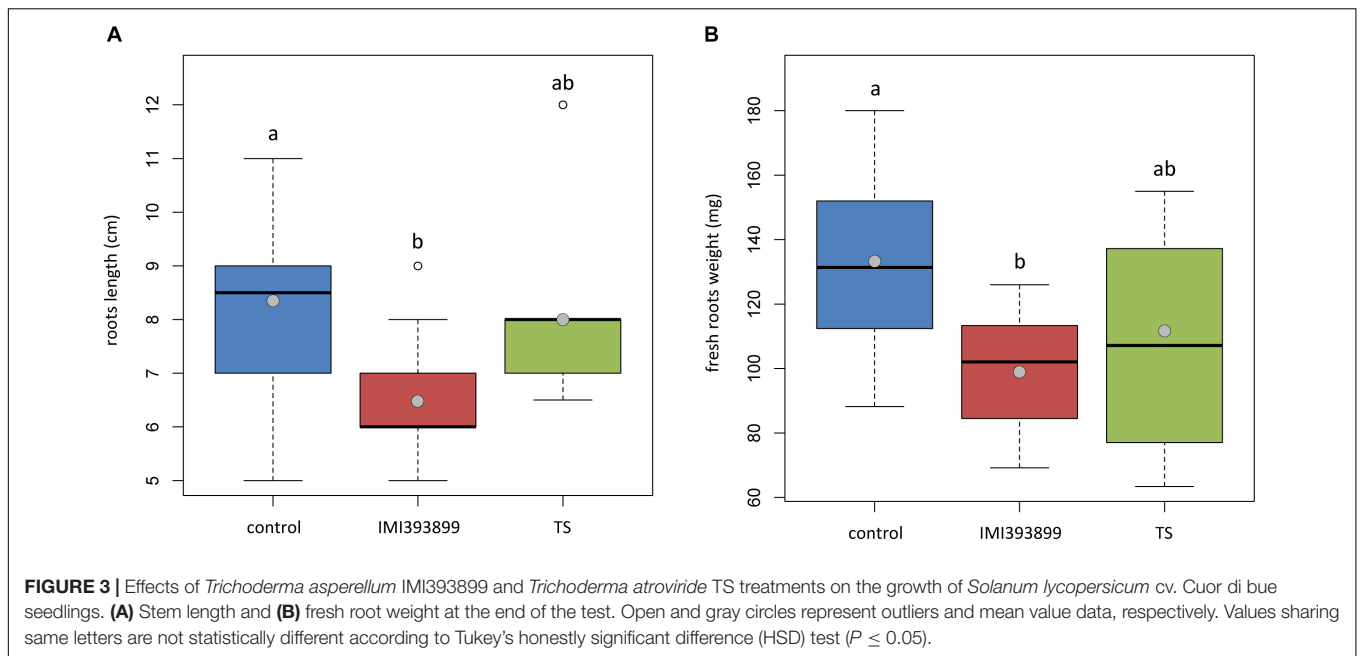 A
B
roots length (cm)
12
11
10
9
8
7
6
5
a
b
ab
control
IMI393899
TS
fresh roots weight (mg)
180
160
140
120
100
80
60
a
b
ab
control
IMI393899
TS
FIGURE 3 | Effects of Trichoderma asperellum IMI393899 and Trichoderma atroviride TS treatments on the growth of Solanum lycopersicum cv. Cuor di bue
seedlings. (A) Stem length and (B) fresh root weight at the end of the test. Open and gray circles represent outliers and mean value data, respectively. Values sharing
same letters are not statistically different according to Tukey's honestly significant difference (HSD) test (P ≤ 0.05).